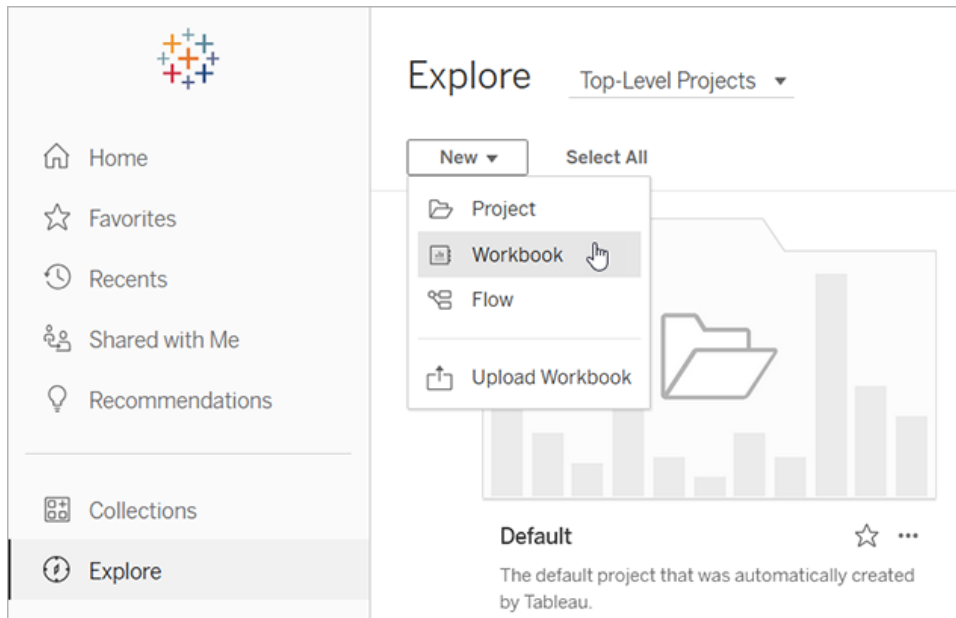 Home
Favorites
Recents
Shared with Me
Recommendations
Collections
Explore
Explore
Top-Level Projects
New
Select All
Project
Workbook
Flow
Upload Workbook
Default
The default project that was automatically created
by Tableau.